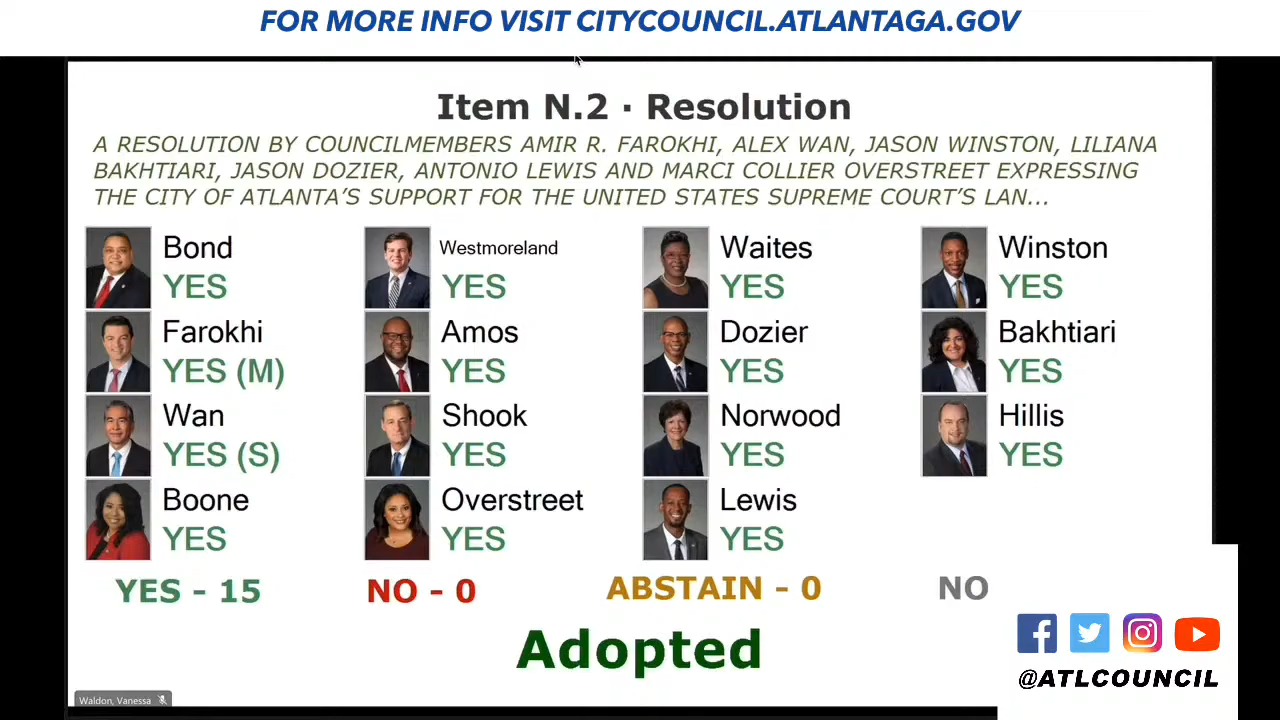 FOR MORE INFO VISIT CITYCOUNCIL.ATLANTAGA.GOV
Item N.2 · Resolution
A RESOLUTION BY COUNCILMEMBERS AMIR R. FAROKHI, ALEX WAN, JASON WINSTON, LILIANA
BAKHTIARI, JASON DOZIER, ANTONIO LEWIS AND MARCI COLLIER OVERSTREET EXPRESSING
THE CITY OF ATLANTA'S SUPPORT FOR THE UNITED STATES SUPREME COURT'S LAN...
Bond
YES
Westmoreland
YES
Waites
YES
Winston
YES
Farokhi
YES (M)
Amos
YES
Dozier
YES
Bakhtiari
YES
Wan
YES (S)
Shook
YES
Norwood
YES
Hillis
YES
Boone
YES
Overstreet
YES
Lewis
YES
YES - 15
NO - 0
ABSTAIN - 0
NO
Adopted
@ATLCOUNCIL
Waldon, Vanessa